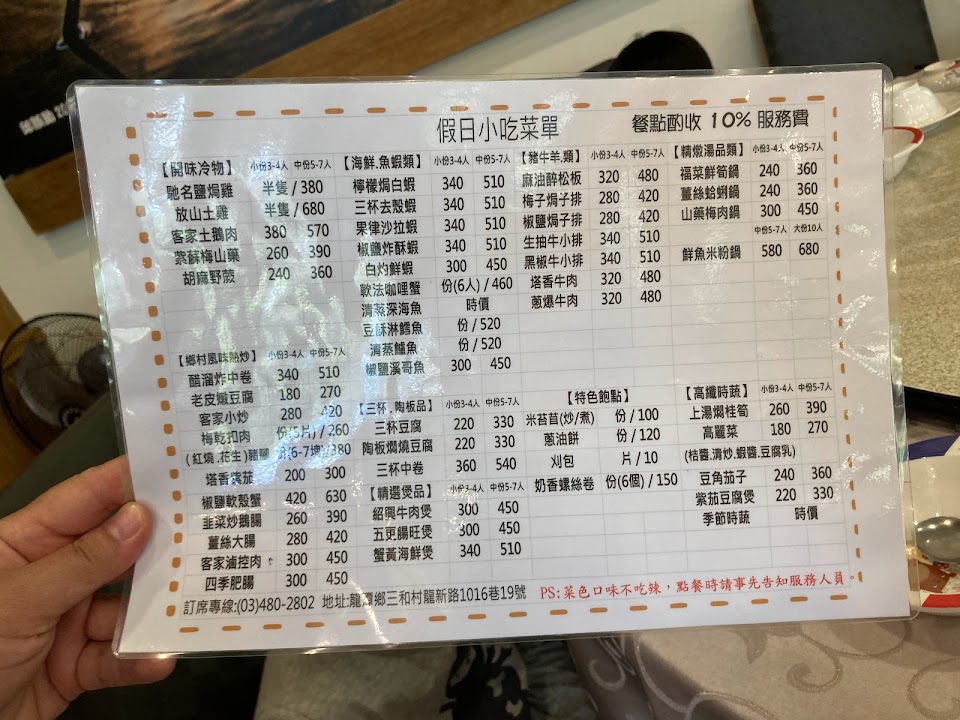 假日小吃菜單
餐點酌收 10% 服務費
【開味冷物】 小份3-4人 中份5-7人
馳名鹽焗雞 半隻 / 380
放山土雞 半隻 / 680
客家土鵝肉 380 570
紫蘇梅山藥 260 390
胡麻野蕨 240 360
【鄉村風味熱炒】 小份3-4人 中份5-7人
醋溜炸中卷 340 510
老皮嫩豆腐 180 270
客家小炒 280 420
梅乾扣肉 份(5片) / 260
(紅燒.花生)豬腳 份(6-7塊)/380
塔香茄 200 300
椒鹽軟殼蟹 420 630
韭菜炒鵝腸 260 390
薑絲大腸 280 420
客家滷控肉 300 450
四季肥腸 300 450
【海鮮.魚蝦類】 小份3-4人 中份5-7人
檸檬焗白蝦 340 510
三杯去殼蝦 340 510
果律沙拉蝦 340 510
椒鹽炸酥蝦 340 510
白灼鮮蝦 300 450
軟法咖哩蟹 份(6人) / 460
清蒸深海魚 時價
豆酥淋鱈魚 份 / 520
清蒸鱸魚 份 / 520
椒鹽溪哥魚 300 450
【三杯.陶板品】 小份3-4人 中份5-7人
三杯豆腐 220 330
陶板燜燒豆腐 220 330
三杯中卷 360 540
【精選煲品】 小份3-4人 中份5-7人
紹興牛肉煲 300 450
五更腸旺煲 300 450
蟹黃海鮮煲 340 510
【豬牛羊.類】 小份3-4人 中份5-7人
麻油醉松板 320 480
梅子焗子排 280 420
椒鹽焗子排 280 420
生抽牛小排 340 510
黑椒牛小排 340 510
塔香牛肉 320 480
蔥爆牛肉 320 480
【特色飽點】
米苔苜(炒/煮) 份 / 100
蔥油餅 份 / 120
刈包 片 / 10
奶香螺絲卷 份(6個) / 150
【精燉湯品類】 小份3-4人 中份5-7人
福菜鮮筍鍋 240 360
薑絲蛤蜊鍋 240 360
山藥梅肉鍋 300 450
中份5-7人 大份10人
鮮魚米粉鍋 580 680
【高纖時蔬】 小份3-4人 中份5-7人
上湯焗桂筍 260 390
高麗菜 180 270
(桔醬.清炒.蝦醬.豆腐乳)
豆角茄子 240 360
紫茄豆腐煲 220 330
季節時蔬 時價
訂席專線:(03)480-2802 地址:龍潭鄉三和村龍新路1016巷19號
PS:菜色口味不吃辣，點餐時請事先告知服務人員。